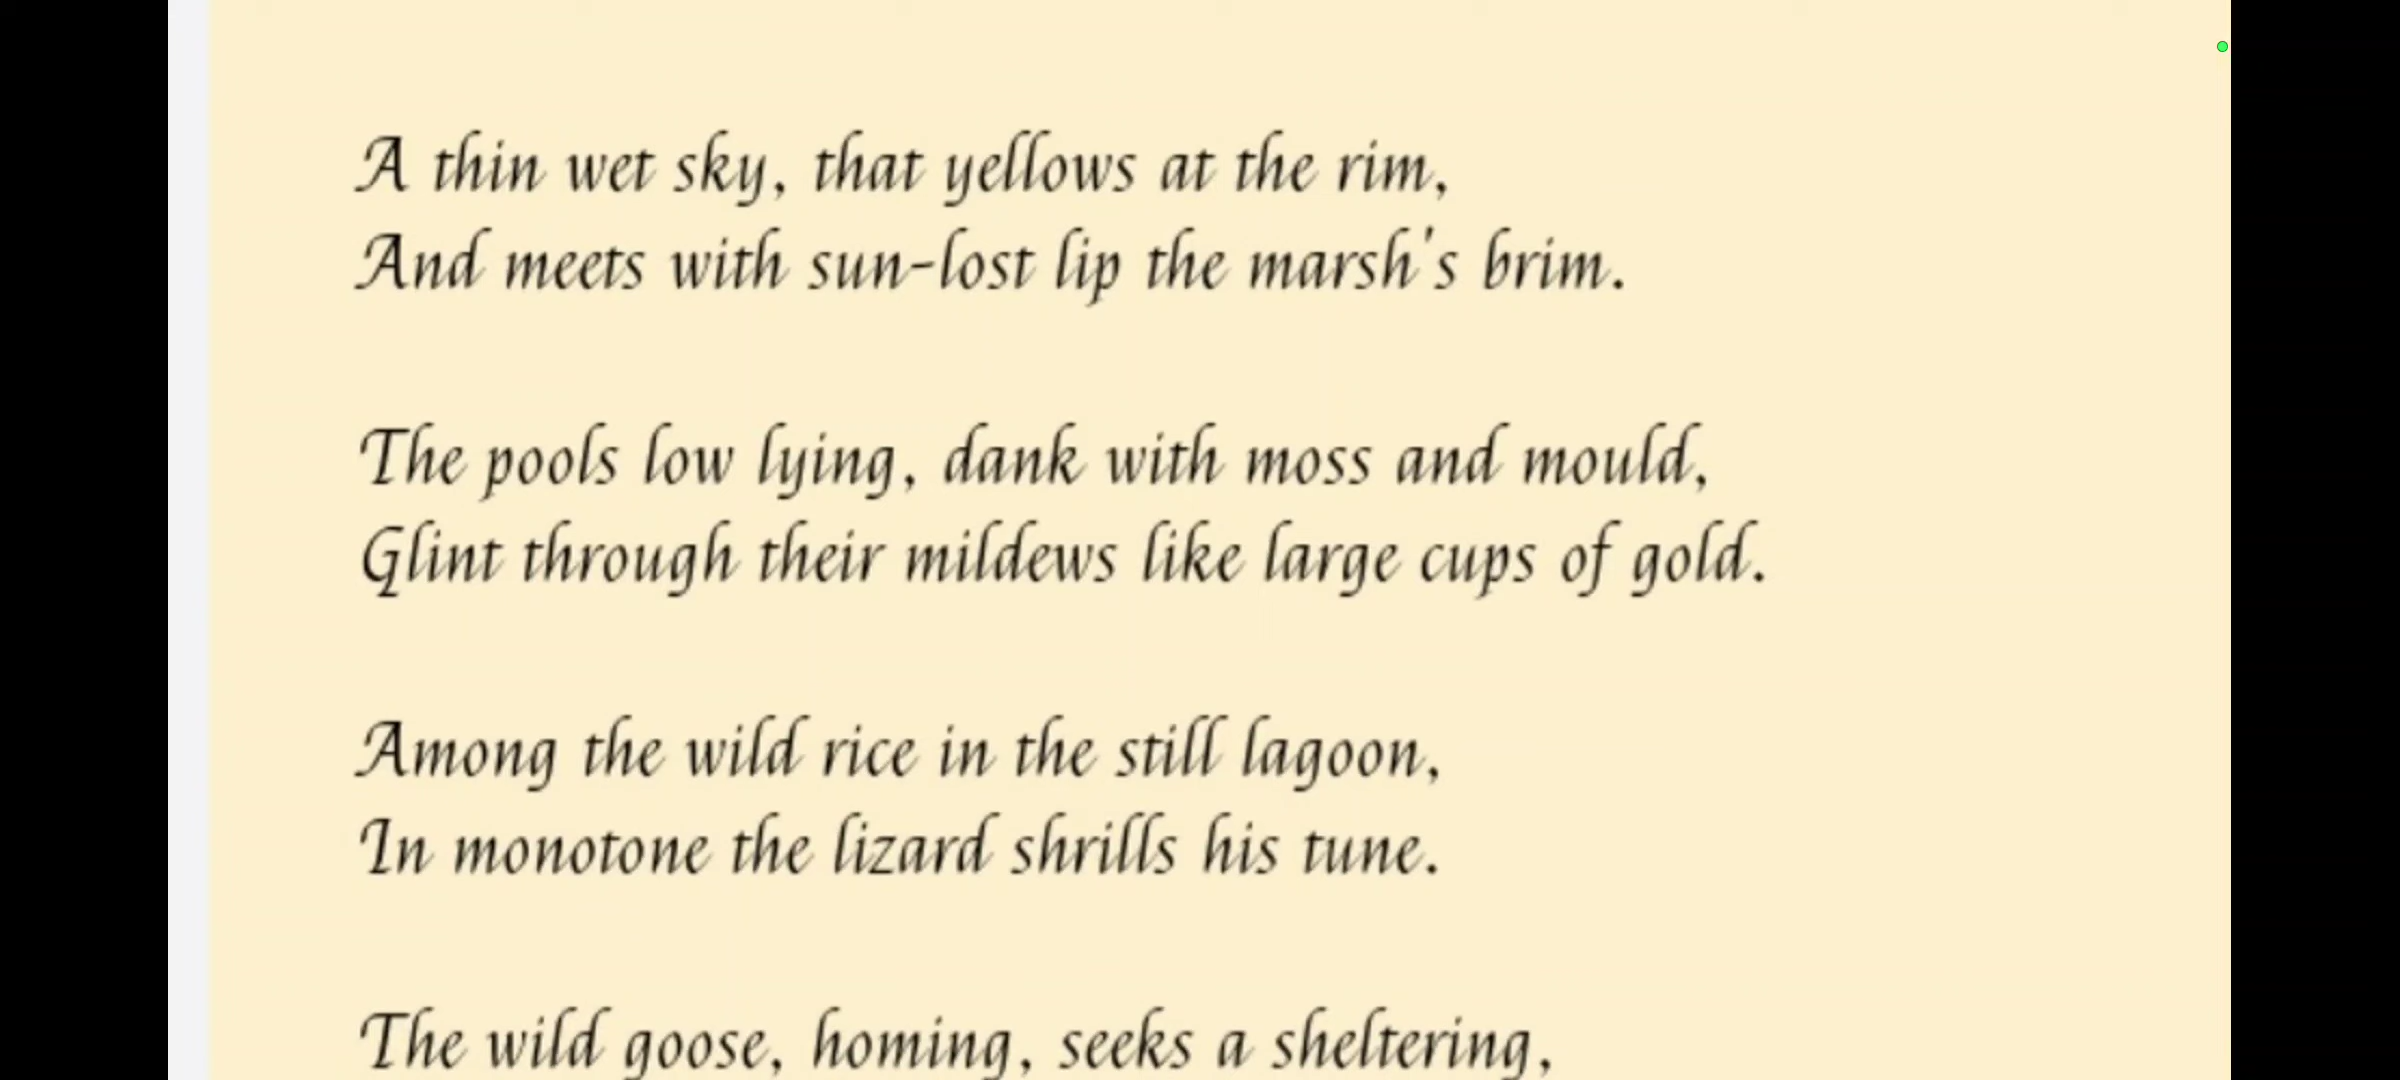 A thin wet sky, that yellows at the rim,
And meets with sun-lost lip the marsh's brim.
The pools low lying, dank with moss and mould,
Glint through their mildews like large cups of gold.
Among the wild rice in the still lagoon,
In monotone the lizard shrills his tune.
The wild goose, homing, seeks a sheltering,